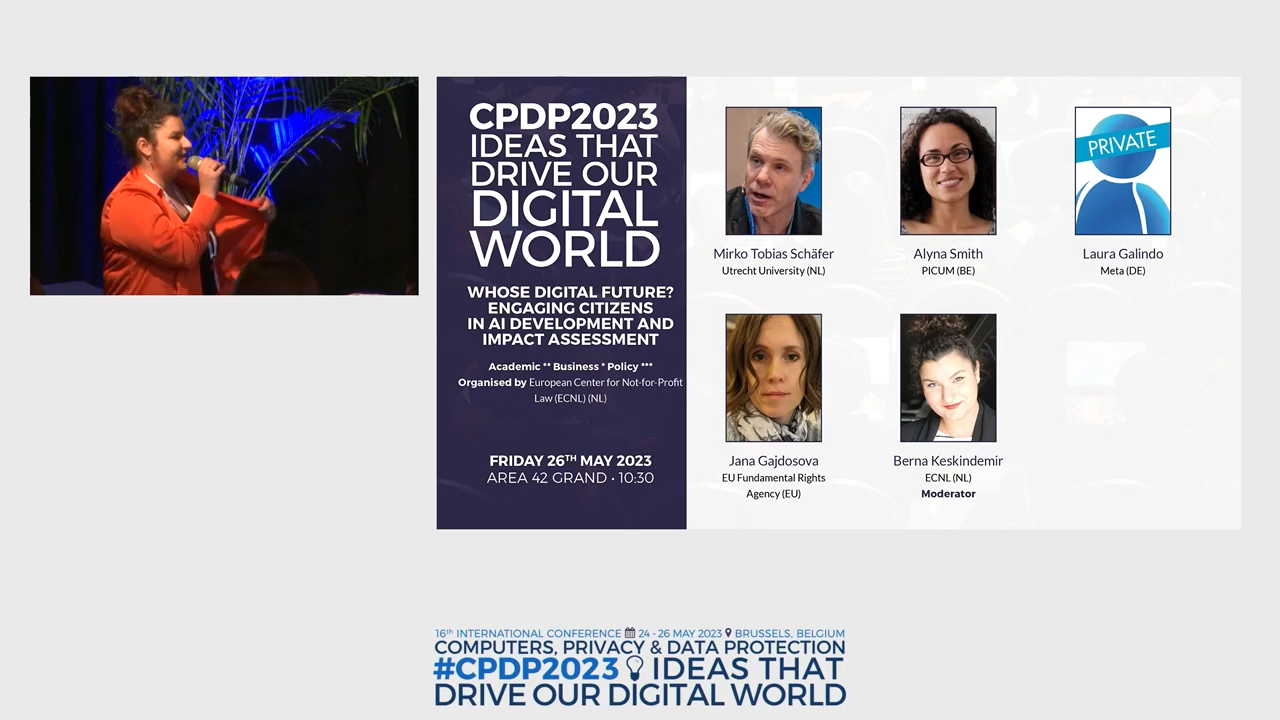 CPDP2023
IDEAS THAT
DRIVE OUR
DIGITAL
WORLD
WHOSE DIGITAL FUTURE?
ENGAGING CITIZENS
IN AI DEVELOPMENT AND
IMPACT ASSESSMENT
Academic ** Business * Policy ***
Organised by European Center for Not-for-Profit
Law (ECNL) (NL)
FRIDAY 26TH MAY 2023
AREA 42 GRAND • 10:30
Mirko Tobias Schäfer
Utrecht University (NL)
Alyna Smith
PICUM (BE)
PRIVATE
Laura Galindo
Meta (DE)
Jana Gajdosova
EU Fundamental Rights
Agency (EU)
Berna Keskindemir
ECNL (NL)
Moderator
16th INTERNATIONAL CONFERENCE 24 - 26 MAY 2023 BRUSSELS, BELGIUM
COMPUTERS, PRIVACY & DATA PROTECTION
#CPDP2023 IDEAS THAT
DRIVE OUR DIGITAL WORLD